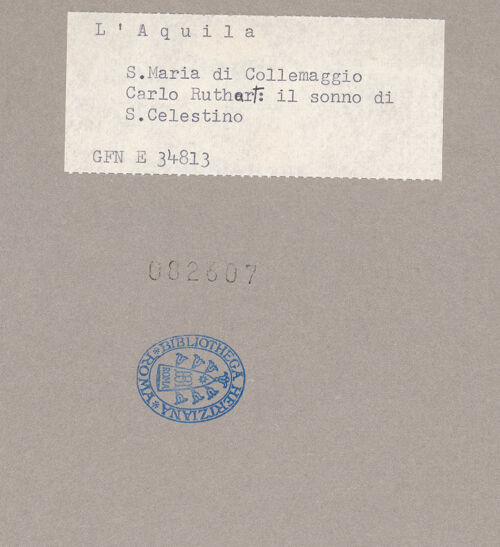 L'Aquila
S.Maria di Collemaggio
Carlo Ruthart: il sonno di
S.Celestino
GFN E 34813
082607
BIBLIOTHECA HERTZIANA * ROMA *